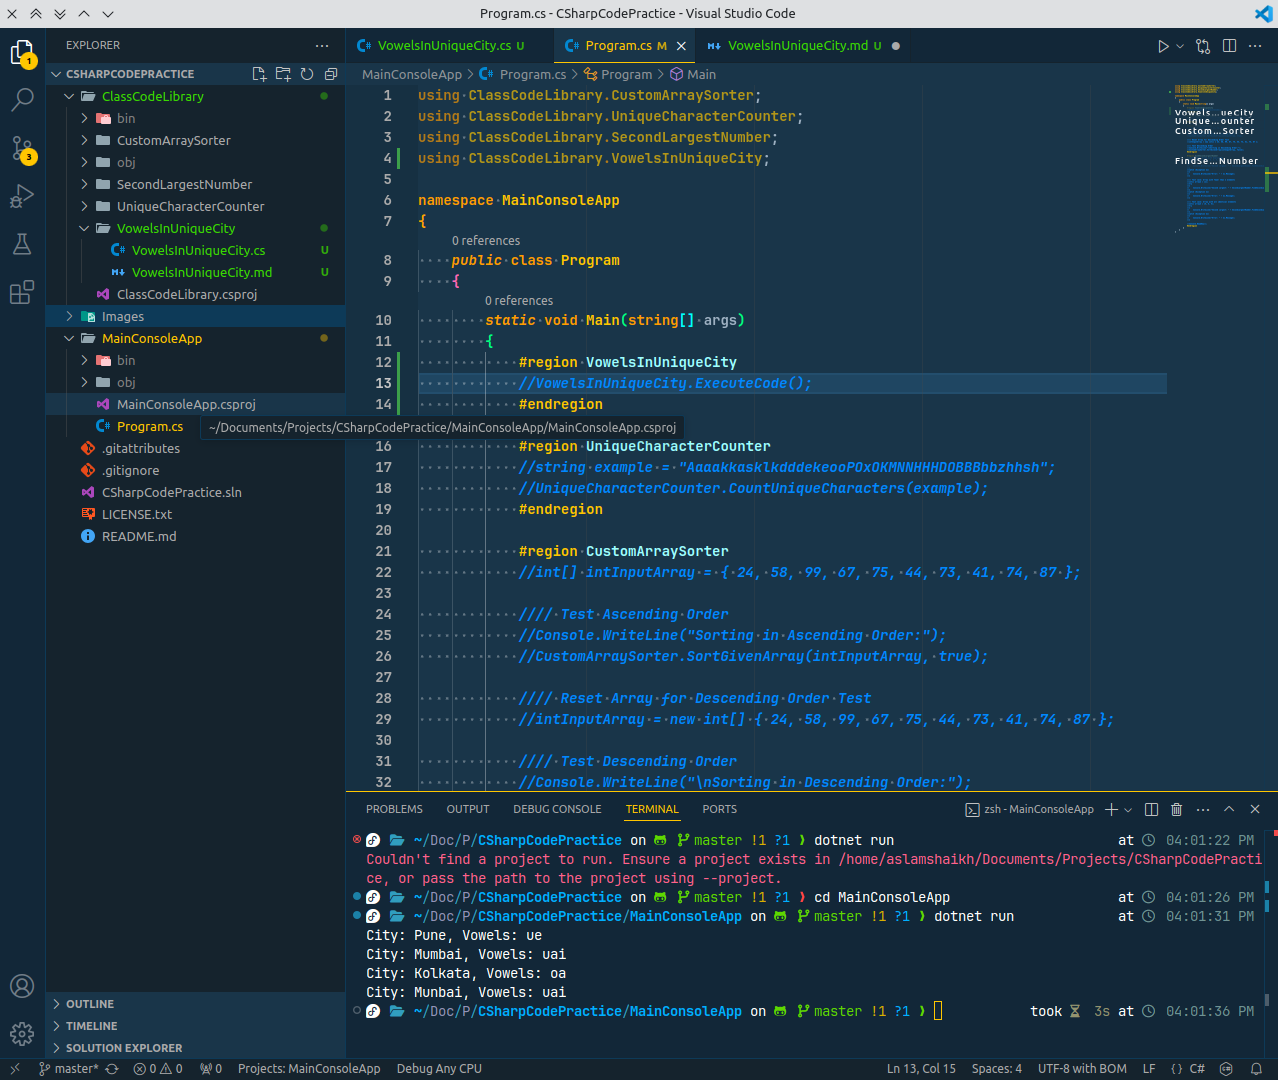 Program.cs - CSharpCodePractice - Visual Studio Code
EXPLORER
CSHARPCODEPRACTICE
ClassCodeLibrary
bin
CustomArraySorter
obj
SecondLargestNumber
UniqueCharacterCounter
VowelsInUniqueCity
VowelsInUniqueCity.cs U
VowelsInUniqueCity.md U
ClassCodeLibrary.csproj
Images
MainConsoleApp
bin
obj
MainConsoleApp.csproj
Program.cs
.gitattributes
.gitignore
CSharpCodePractice.sln
LICENSE.txt
README.md
OUTLINE
TIMELINE
SOLUTION EXPLORER
1
3
VowelsInUniqueCity.cs U
Program.cs M
VowelsInUniqueCity.md U
MainConsoleApp > Program.cs > Program > Main
1 using ClassCodeLibrary.CustomArraySorter;
2 using ClassCodeLibrary.UniqueCharacterCounter;
3 using ClassCodeLibrary.SecondLargestNumber;
4 using ClassCodeLibrary.VowelsInUniqueCity;
5
6 namespace MainConsoleApp
7 {
0 references
8 public class Program
9 {
0 references
10 static void Main(string[] args)
11 {
12 #region VowelsInUniqueCity
13 //VowelsInUniqueCity.ExecuteCode();
14 #endregion
~/Documents/Projects/CSharpCodePractice/MainConsoleApp/MainConsoleApp.csproj
16 #region UniqueCharacterCounter
17 //string example = "AaaakkasklkdddekeooPOxOKMNNHHHDOBBBbbzhhsh";
18 //UniqueCharacterCounter.CountUniqueCharacters(example);
19 #endregion
20
21 #region CustomArraySorter
22 //int[] intInputArray = { 24, 58, 99, 67, 75, 44, 73, 41, 74, 87 };
23
24 //// Test Ascending Order
25 //Console.WriteLine("Sorting in Ascending Order:");
26 //CustomArraySorter.SortGivenArray(intInputArray, true);
27
28 //// Reset Array for Descending Order Test
29 //intInputArray = new int[] { 24, 58, 99, 67, 75, 44, 73, 41, 74, 87 };
30
31 //// Test Descending Order
32 //Console.WriteLine("\nSorting in Descending Order:");
Vowels...ueCity
Unique...ounter
Custom...Sorter
FindSe...Number
PROBLEMS OUTPUT DEBUG CONSOLE TERMINAL PORTS
zsh - MainConsoleApp
~/Doc/P/CSharpCodePractice on master !1 ?1 ❯ dotnet run at 04:01:22 PM
Couldn't find a project to run. Ensure a project exists in /home/aslamshaikh/Documents/Projects/CSharpCodePracti
ce, or pass the path to the project using --project.
~/Doc/P/CSharpCodePractice on master !1 ?1 ❯ cd MainConsoleApp at 04:01:26 PM
~/Doc/P/CSharpCodePractice/MainConsoleApp on master !1 ?1 ❯ dotnet run at 04:01:31 PM
City: Pune, Vowels: ue
City: Mumbai, Vowels: uai
City: Kolkata, Vowels: oa
City: Munbai, Vowels: uai
~/Doc/P/CSharpCodePractice/MainConsoleApp on master !1 ?1 ❯ took 3s at 04:01:36 PM
master* 0 0 0 Projects: MainConsoleApp Debug Any CPU Ln 13, Col 15 Spaces: 4 UTF-8 with BOM LF {} C#